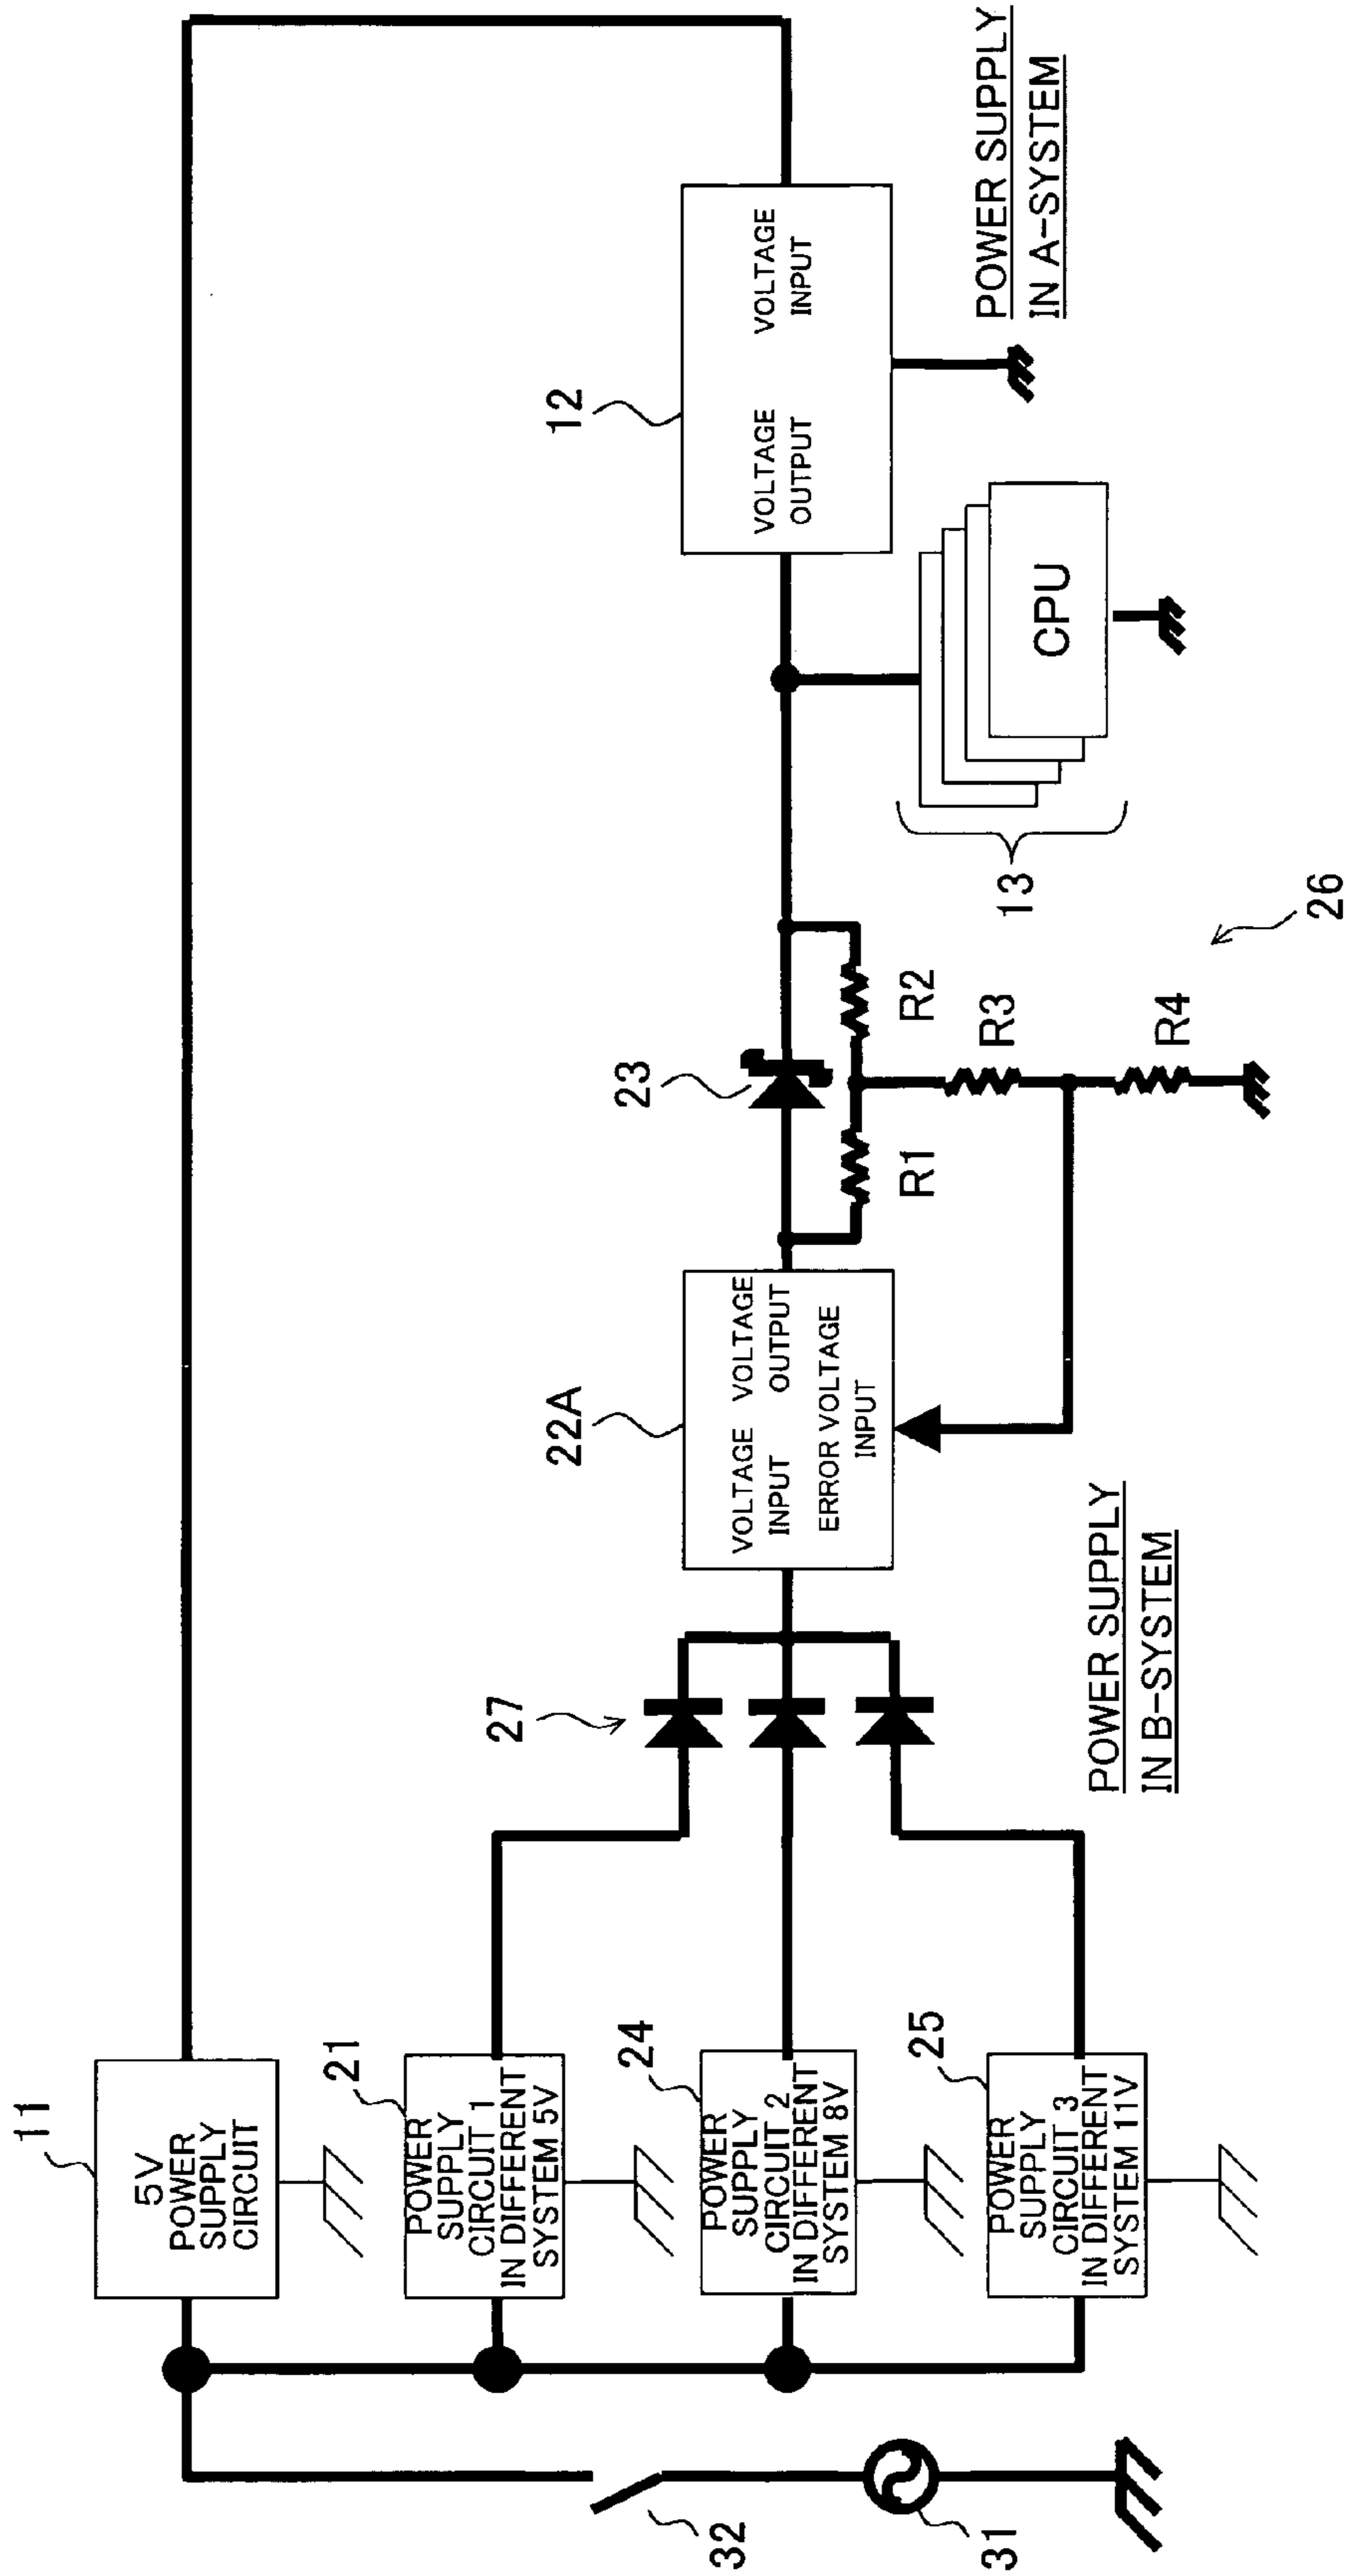 11
5V
POWER
SUPPLY
CIRCUIT
21
POWER
SUPPLY
CIRCUIT 1
IN DIFFERENT
SYSTEM 5V
24
POWER
SUPPLY
CIRCUIT 2
IN DIFFERENT
SYSTEM 8V
25
POWER
SUPPLY
CIRCUIT 3
IN DIFFERENT
SYSTEM 11V
32
31
27
22A
VOLTAGE
INPUT
VOLTAGE
OUTPUT
ERROR VOLTAGE
INPUT
POWER SUPPLY
IN B-SYSTEM
23
R1
R2
R3
R4
26
12
VOLTAGE
OUTPUT
VOLTAGE
INPUT
CPU
13
POWER SUPPLY
IN A-SYSTEM